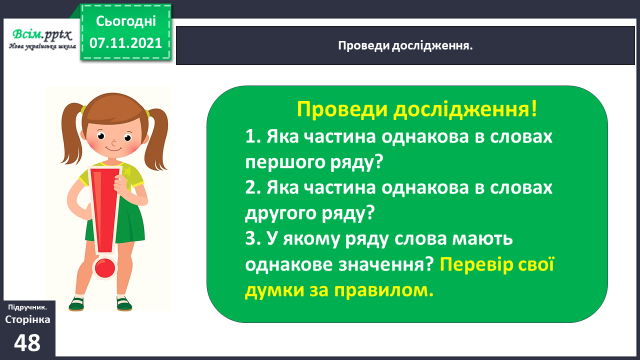 Всім.pptx
Нова українська школа
Сьогодні
07.11.2021
Проведи дослідження.
Проведи дослідження!
1. Яка частина однакова в словах
першого ряду?
2. Яка частина однакова в словах
другого ряду?
3. У якому ряду слова мають
однакове значення? Перевір свої
думки за правилом.
Підручник.
Сторінка
48